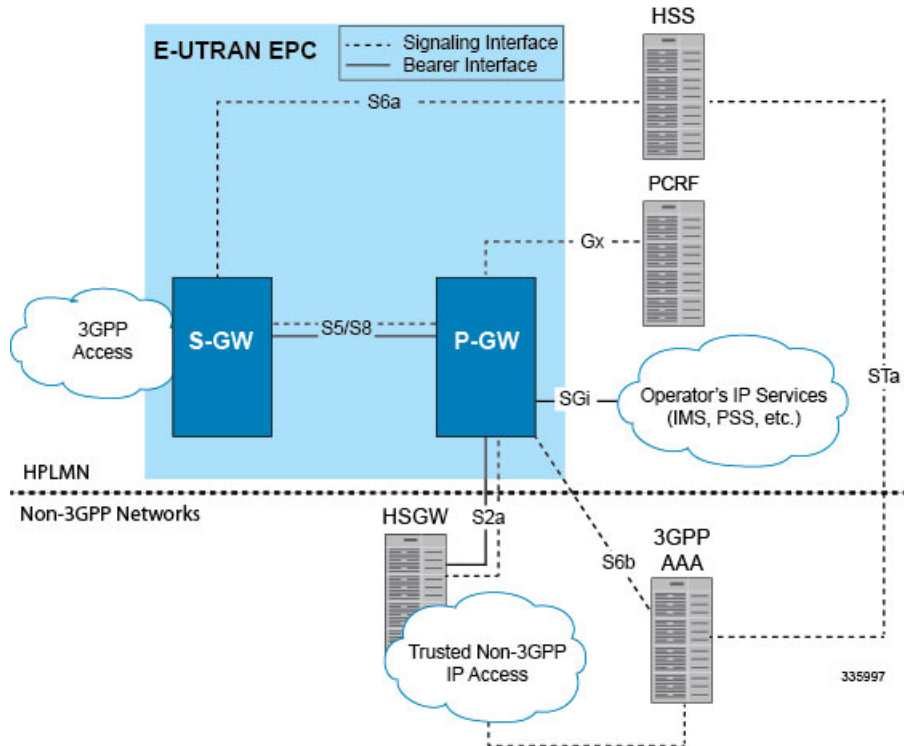 HSS
E-UTRAN EPC
Signaling Interface
Bearer Interface
S6a
PCRF
Gx
3GPP
Access
S-GW
S5/S8
P-GW
STa
SGi
Operator's IP Services
(IMS, PSS, etc.)
HPLMN
Non-3GPP Networks
HSGW
S2a
3GPP
AAA
S6b
Trusted Non-3GPP
IP Access
335997